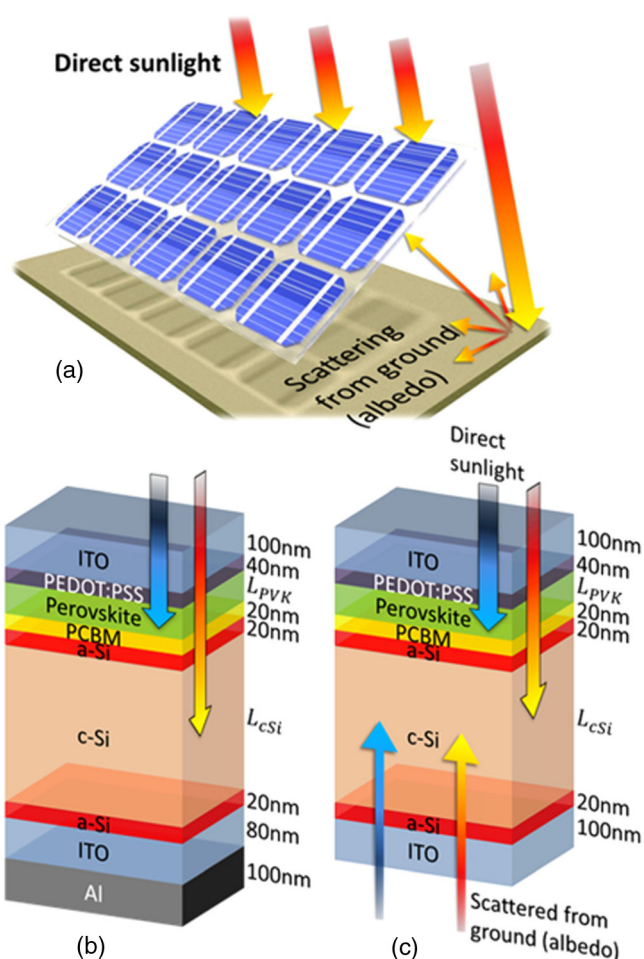 Direct sunlight
Scattering
from ground
(albedo)
(a)
Direct
sunlight
ITO
PEDOT:PSS
Perovskite
PCBM
a-Si
c-Si
a-Si
ITO
Al
100nm
40nm
L_PVK
20nm
20nm
L_cSi
20nm
80nm
100nm
(b)
ITO
PEDOT:PSS
Perovskite
PCBM
a-Si
c-Si
a-Si
ITO
100nm
40nm
L_PVK
20nm
20nm
L_cSi
20nm
100nm
Scattered from
ground (albedo)
(c)